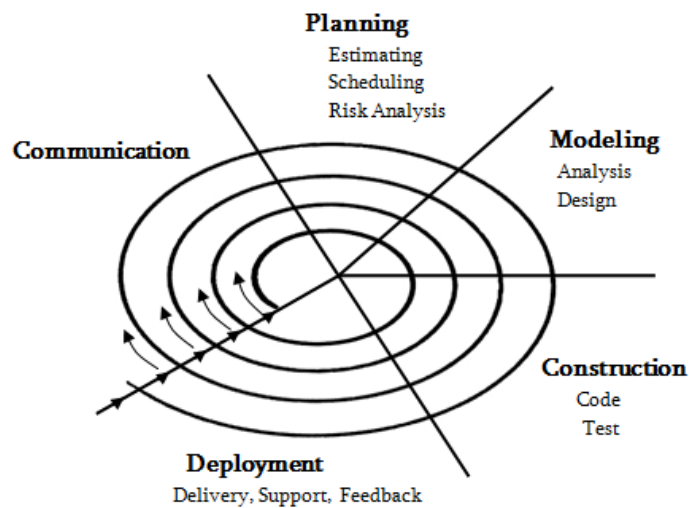 Planning
Estimating
Scheduling
Risk Analysis
Communication
Modeling
Analysis
Design
Construction
Code
Test
Deployment
Delivery, Support, Feedback